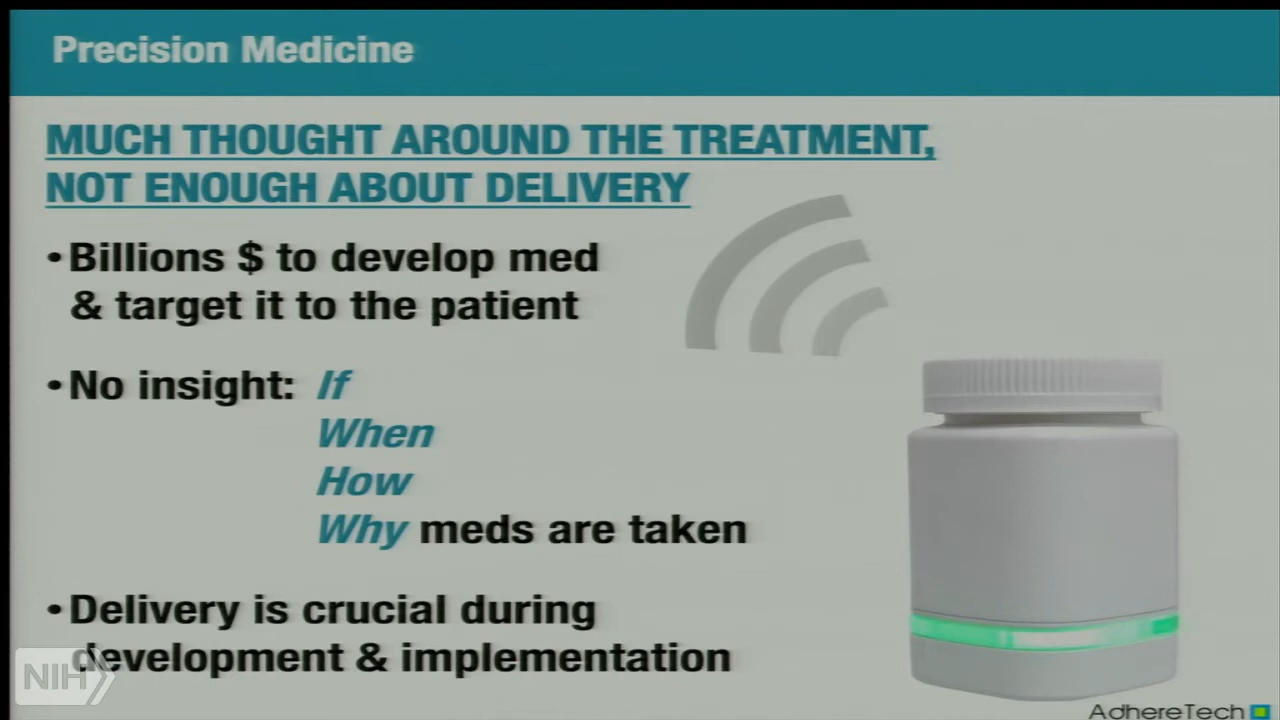 Precision Medicine
MUCH THOUGHT AROUND THE TREATMENT,
NOT ENOUGH ABOUT DELIVERY
•Billions $ to develop med
& target it to the patient
•No insight: If
When
How
Why meds are taken
•Delivery is crucial during
development & implementation
NIH
AdhereTech